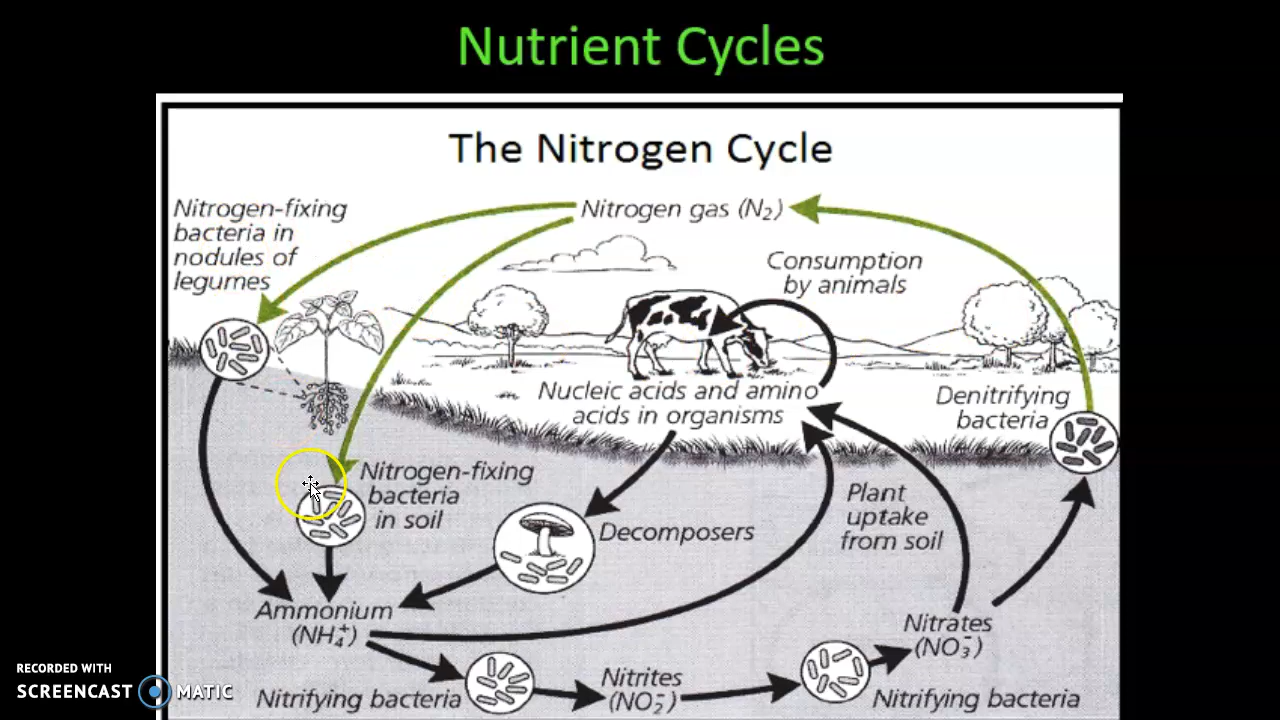 Nutrient Cycles
The Nitrogen Cycle
Nitrogen-fixing
bacteria in
nodules of
legumes
Nitrogen gas (N₂)
Consumption
by animals
Nucleic acids and amino
acids in organisms
Denitrifying
bacteria
Nitrogen-fixing
bacteria
in soil
Decomposers
Plant
uptake
from soil
Ammonium
(NH₄⁺)
Nitrates
(NO₃⁻)
Nitrifying bacteria
Nitrites
(NO₂⁻)
Nitrifying bacteria
RECORDED WITH
SCREENCAST MATIC